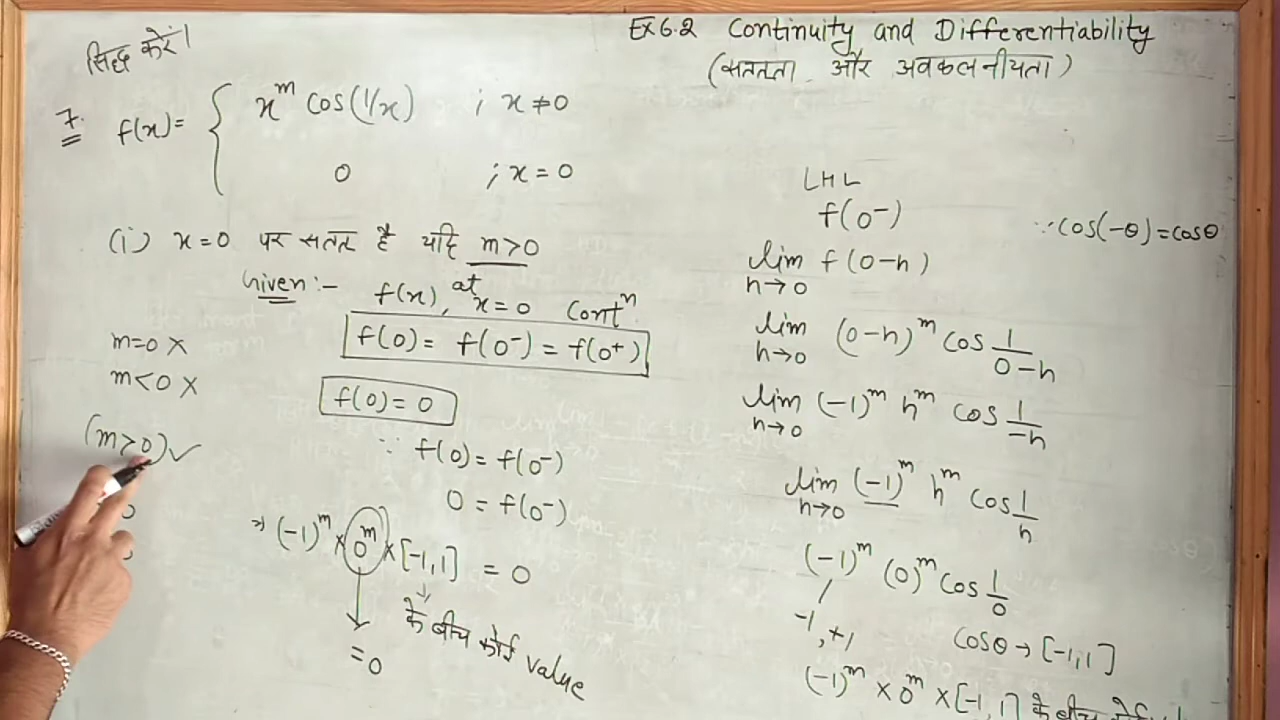 Ex 6.2 Continuity and Differentiability
(सततता और अवकलनीयता)
सिद्ध करें।
7. f(x) = { x^m cos(1/x) ; x ≠ 0
0 ; x = 0
(i) x=0 पर सतत है यदि m>0
Given :- f(x), at x=0 Cont^n
f(0) = f(0-) = f(0+)
m=0 ×
m<0 ×
(m>0) ✓
f(0) = 0
∵ f(0) = f(0-)
0 = f(0-)
⇒ (-1)^m × 0^m × [-1, 1] = 0
के बीच कोई value
= 0
LHL
f(0-)
∵ cos(-θ) = cosθ
lim h→0 f(0-h)
lim h→0 (0-h)^m cos 1/(0-h)
lim h→0 (-1)^m h^m cos 1/-h
lim h→0 (-1)^m h^m cos 1/h
(-1)^m (0)^m cos 1/0
-1, +1
cosθ → [-1, 1]
(-1)^m × 0^m × [-1, 1] के बीच